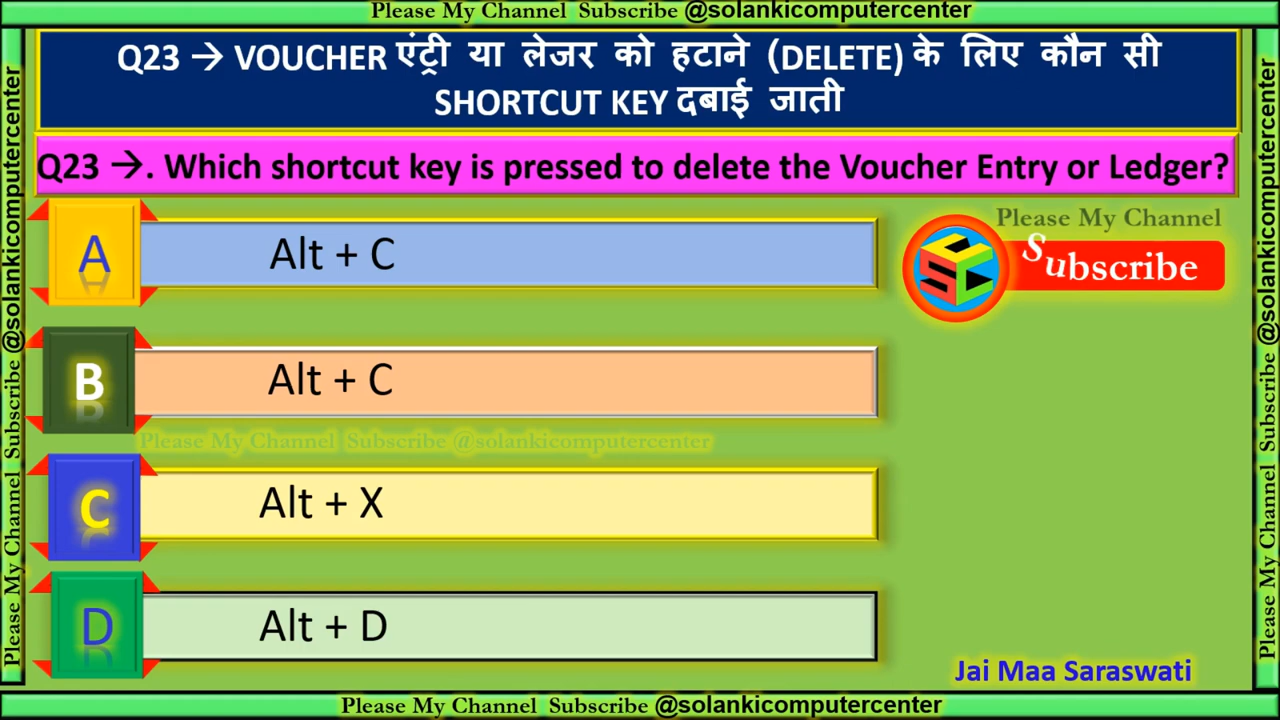 Please My Channel Subscribe @solankicomputercenter
Q23 → VOUCHER एंट्री या लेजर को हटाने (DELETE) के लिए कौन सी
SHORTCUT KEY दबाई जाती
Q23 →. Which shortcut key is pressed to delete the Voucher Entry or Ledger?
A Alt + C
Please My Channel
Subscribe
B Alt + C
Please My Channel Subscribe @solankicomputercenter
C Alt + X
D Alt + D
Jai Maa Saraswati
Please My Channel Subscribe @solankicomputercenter
Please My Channel Subscribe @solankicomputercenter
Please My Channel Subscribe @solankicomputercenter